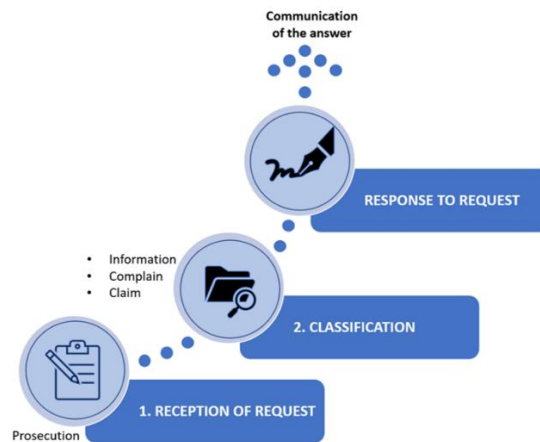 Communication
of the answer
RESPONSE TO REQUEST
• Information
• Complain
• Claim
2. CLASSIFICATION
1. RECEPTION OF REQUEST
Prosecution